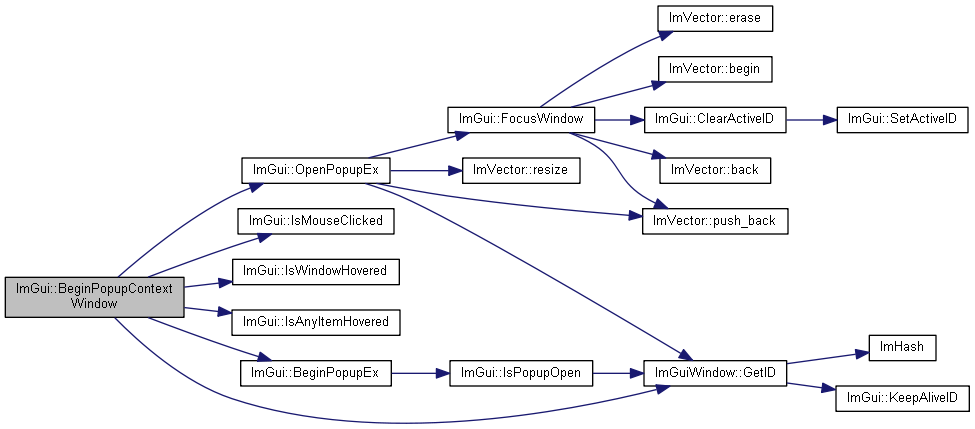 ImVector::erase
ImVector::begin
ImGui::FocusWindow
ImGui::ClearActiveID
ImGui::SetActiveID
ImGui::OpenPopupEx
ImVector::resize
ImVector::back
ImGui::IsMouseClicked
ImVector::push_back
ImGui::IsWindowHovered
ImGui::BeginPopupContext
Window
ImGui::IsAnyItemHovered
ImGui::BeginPopupEx
ImGui::IsPopupOpen
ImGuiWindow::GetID
ImHash
ImGui::KeepAliveID